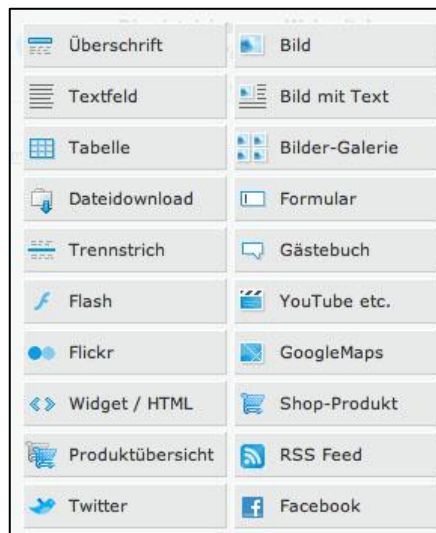 Überschrift
Bild
Textfeld
Bild mit Text
Tabelle
Bilder-Galerie
Dateidownload
Formular
Trennstrich
Gästebuch
Flash
YouTube etc.
Flickr
GoogleMaps
Widget / HTML
Shop-Produkt
Produktübersicht
RSS Feed
Twitter
Facebook